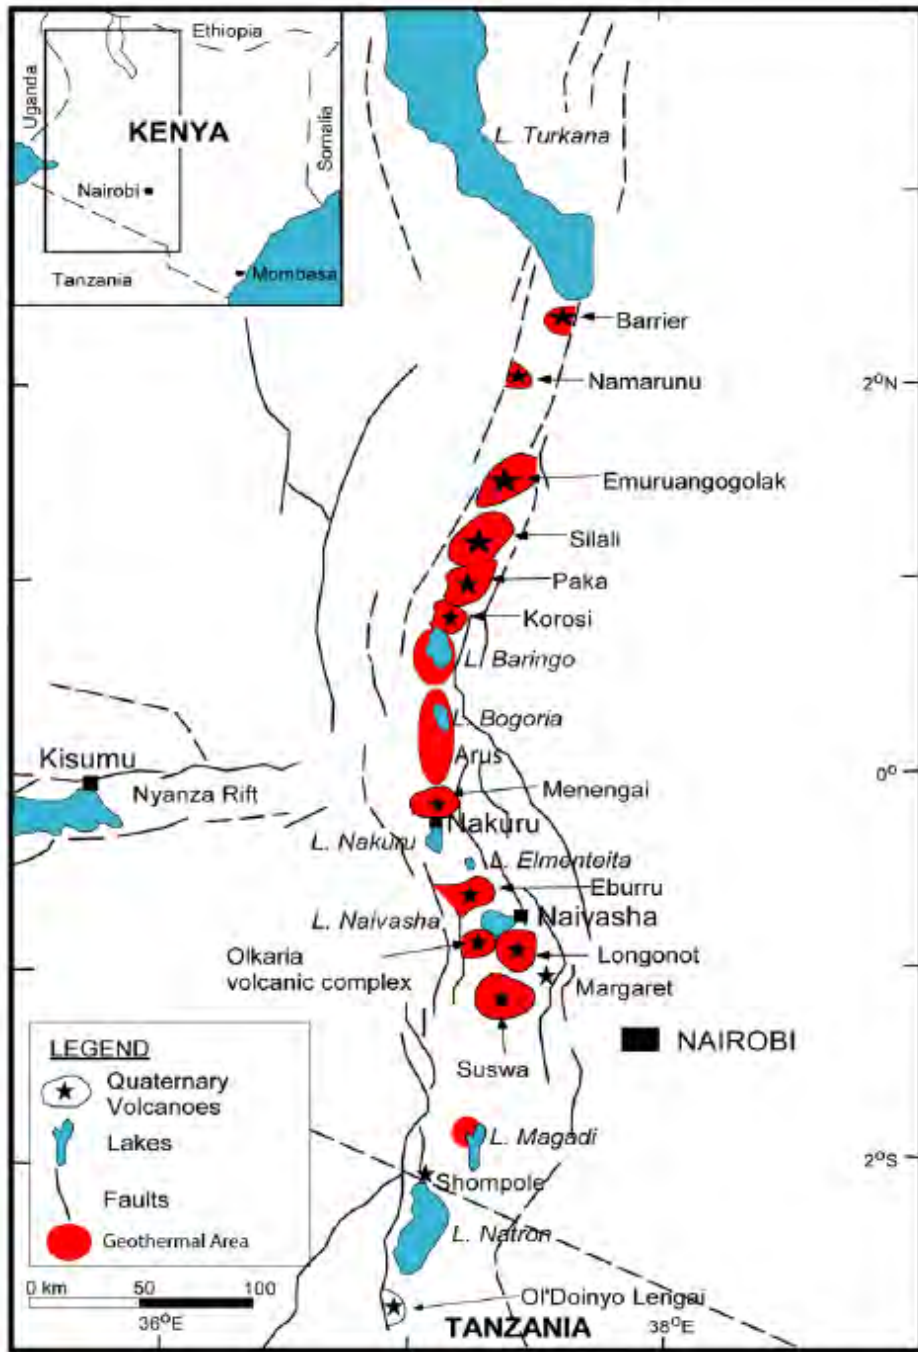 Ethiopia
Uganda
KENYA
Somalia
Nairobi
Tanzania
Mombasa
L. Turkana
Barrier
Namarunu
2°N
Emuruangogolak
Silali
Paka
Korosi
L. Baringo
L. Bogoria
Arus
Kisumu
Nyanza Rift
0°
Menengai
Nakuru
L. Nakuru
L. Elmenteita
Eburru
L. Naivasha
Naivasha
Olkaria
volcanic complex
Longonot
Margaret
NAIROBI
Suswa
LEGEND
Quaternary
Volcanoes
Lakes
Faults
Geothermal Area
0 km 50 100
L. Magadi
2°S
Shompole
L. Natron
Ol'Doinyo Lengai
TANZANIA
36°E
38°E